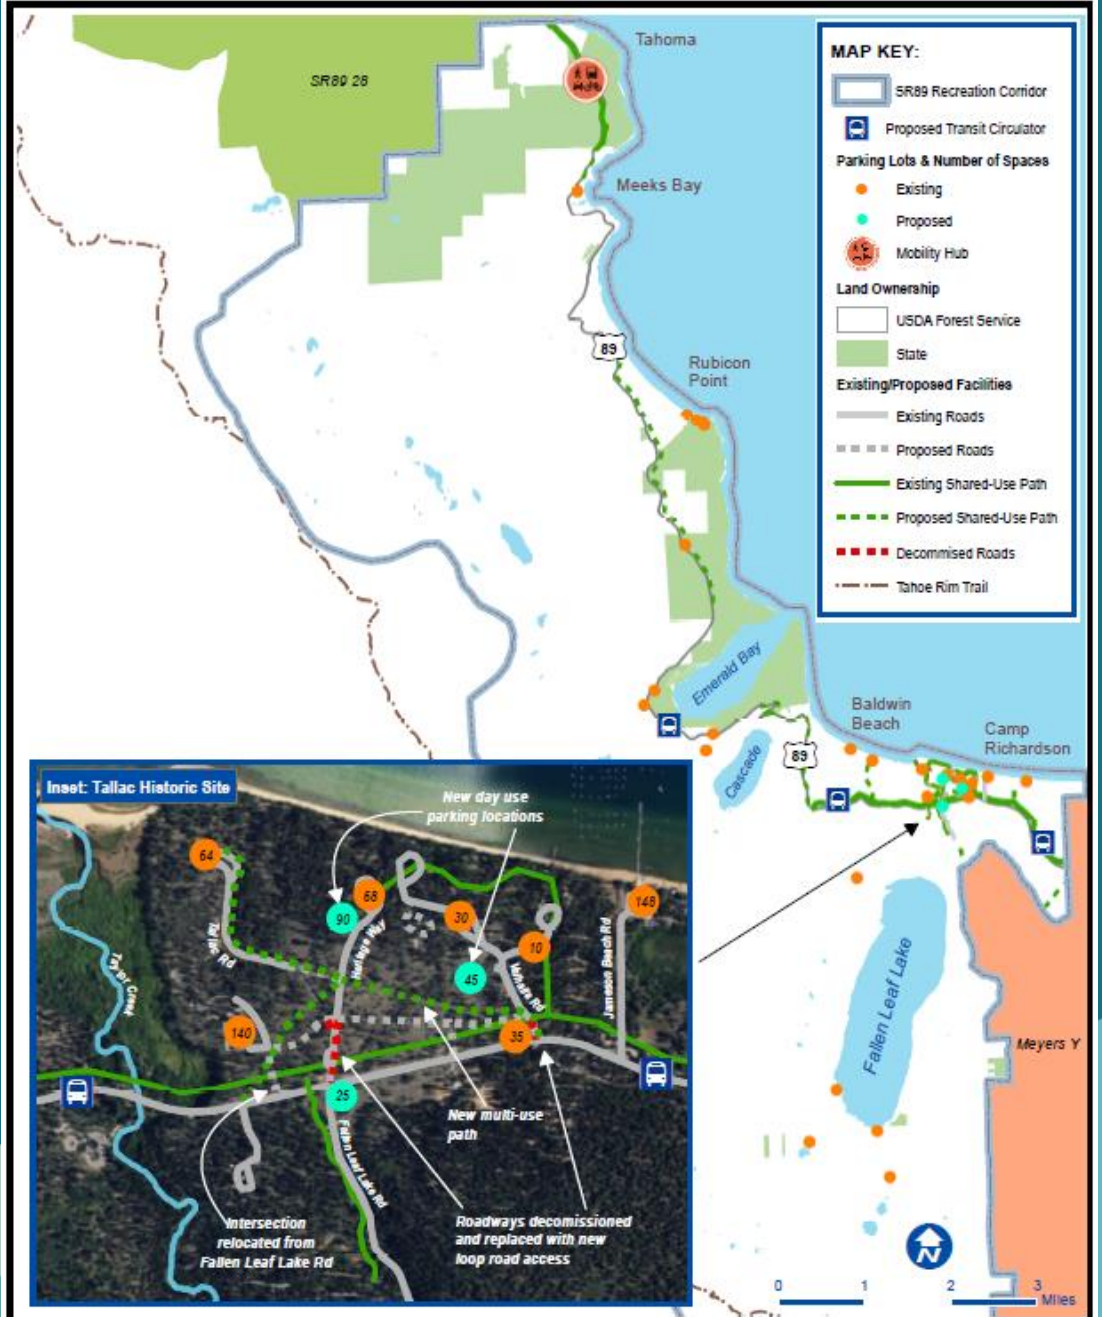 SR89 28
Tahoma
Meeks Bay
89
Rubicon
Point
Emerald Bay
Cascade
89
Baldwin
Beach
Camp
Richardson
Fallen Leaf Lake
Meyers Y
N
0 1 2 3
Miles
MAP KEY:
SR89 Recreation Corridor
Proposed Transit Circulator
Parking Lots & Number of Spaces
Existing
Proposed
Mobility Hub
Land Ownership
USDA Forest Service
State
Existing/Proposed Facilities
Existing Roads
Proposed Roads
Existing Shared-Use Path
Proposed Shared-Use Path
Decommised Roads
Tahoe Rim Trail
Inset: Tallac Historic Site
New day use
parking locations
64
68
90
30
148
10
45
140
35
25
Tallac Rd
Heritage Way
Valhalla Rd
Jameson Beach Rd
Taylor Creek
Fallen Leaf Lake Rd
New multi-use
path
Intersection
relocated from
Fallen Leaf Lake Rd
Roadways decomissioned
and replaced with new
loop road access